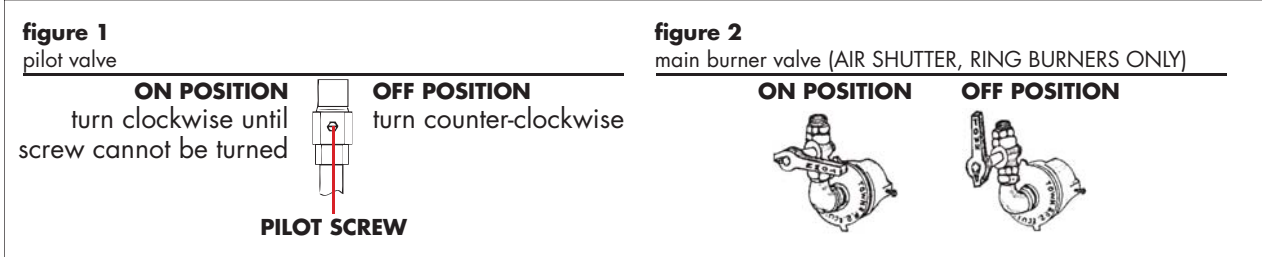 figure 1
pilot valve
ON POSITION
turn clockwise until
screw cannot be turned
OFF POSITION
turn counter-clockwise
PILOT SCREW
figure 2
main burner valve (AIR SHUTTER, RING BURNERS ONLY)
ON POSITION
OFF POSITION